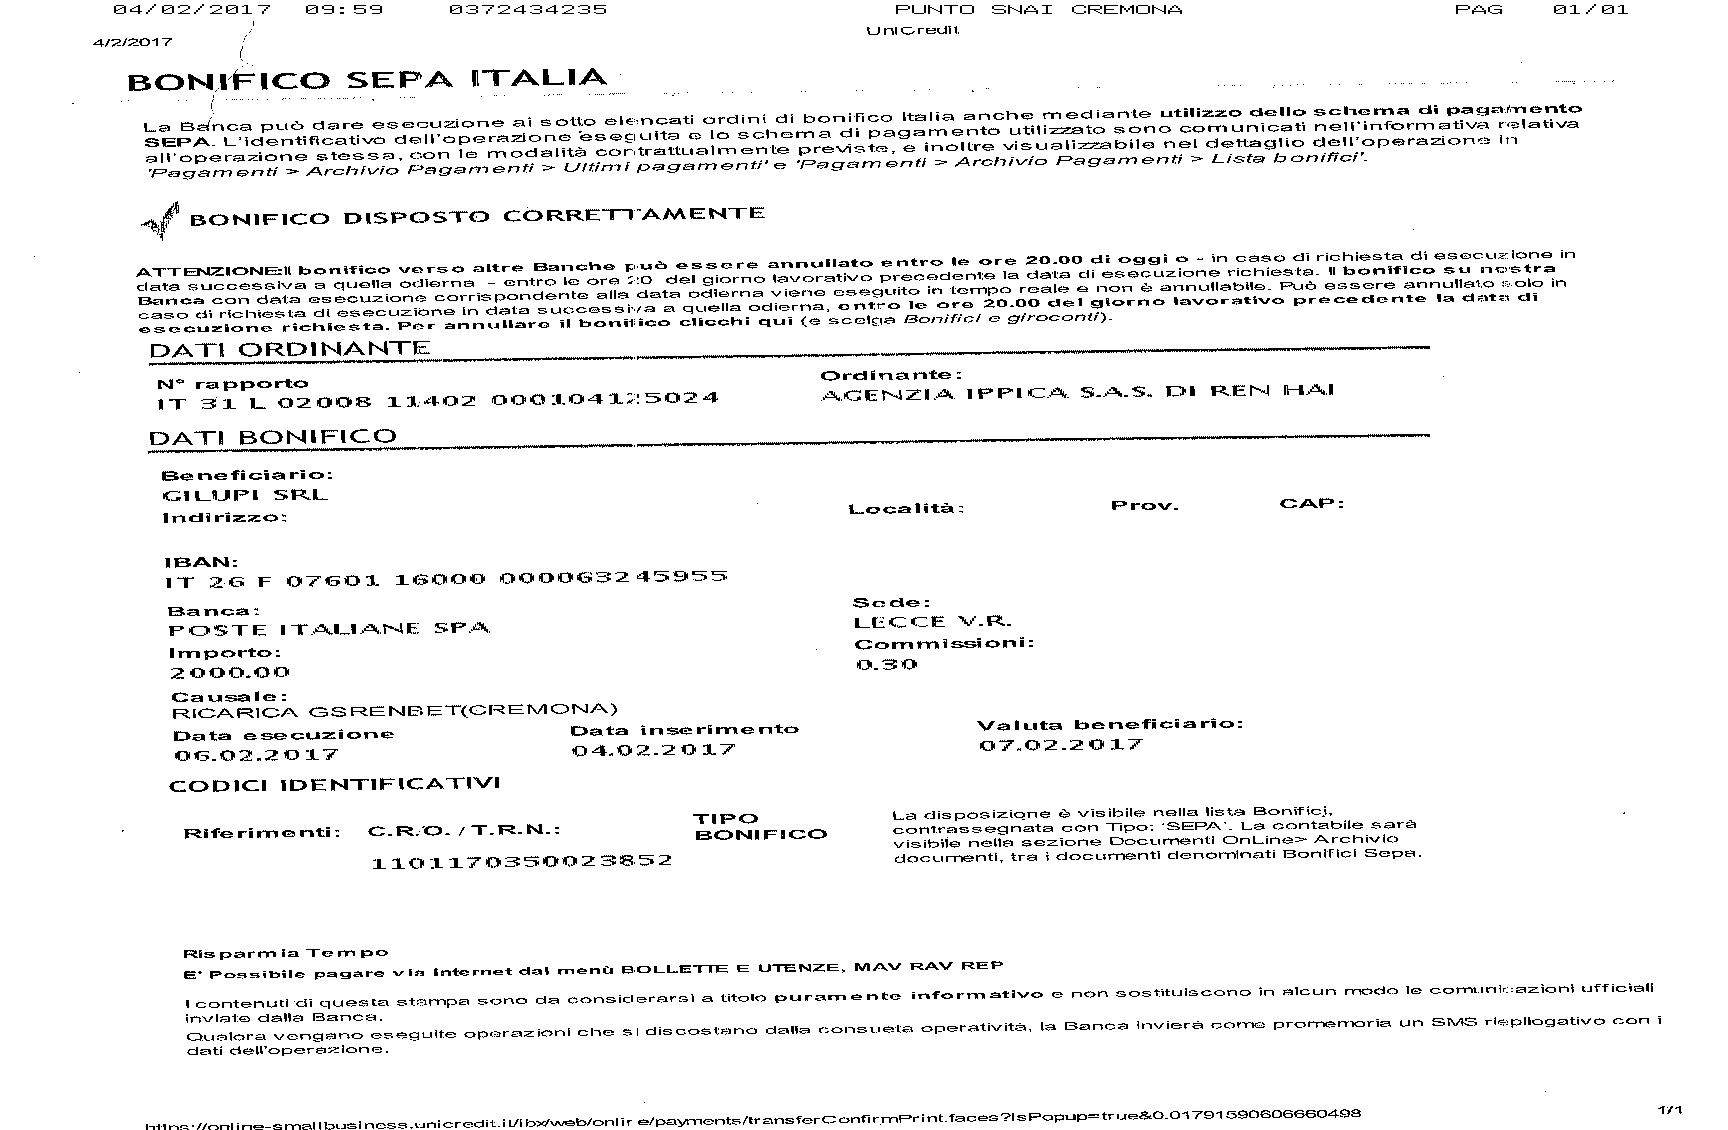 04/02/2017 09:59 0372434235 PUNTO SNAI CREMONA PAG 01/01
4/2/2017 UniCredit
BONIFICO SEPA ITALIA
La Banca può dare esecuzione ai sotto elencati ordini di bonifico Italia anche mediante utilizzo dello schema di pagamento
SEPA. L'identificativo dell'operazione eseguita e lo schema di pagamento utilizzato sono comunicati nell'informativa relativa
all'operazione stessa, con le modalità contrattualmente previste, e inoltre visualizzabile nel dettaglio dell'operazione in
'Pagamenti > Archivio Pagamenti > Ultimi pagamenti' e 'Pagamenti > Archivio Pagamenti > Lista bonifici'.
BONIFICO DISPOSTO CORRETTAMENTE
ATTENZIONE:Il bonifico verso altre Banche può essere annullato entro le ore 20.00 di oggi o - in caso di richiesta di esecuzione in
data successiva a quella odierna - entro le ore 20 del giorno lavorativo precedente la data di esecuzione richiesta. Il bonifico su nostra
Banca con data esecuzione corrispondente alla data odierna viene eseguito in tempo reale e non è annullabile. Può essere annullato solo in
caso di richiesta di esecuzione in data successiva a quella odierna, entro le ore 20.00 del giorno lavorativo precedente la data di
esecuzione richiesta. Per annullare il bonifico clicchi qui (e scelga Bonifici e giroconti).
DATI ORDINANTE
N° rapporto Ordinante:
IT 31 L 02008 11402 000104125024 AGENZIA IPPICA S.A.S. DI REN HAI
DATI BONIFICO
Beneficiario:
GILUPI SRL
Indirizzo: Località: Prov. CAP:
IBAN:
IT 26 F 07601 16000 000063245955
Banca: Sede:
POSTE ITALIANE SPA LECCE V.R.
Importo: Commissioni:
2000.00 0.30
Causale:
RICARICA GSRENBET(CREMONA)
Data esecuzione Data inserimento Valuta beneficiario:
06.02.2017 04.02.2017 07.02.2017
CODICI IDENTIFICATIVI
Riferimenti: C.R.O. /T.R.N.: TIPO BONIFICO
1101170350023852
La disposizione è visibile nella lista Bonifici,
contrassegnata con Tipo: 'SEPA'. La contabile sarà
visibile nella sezione Documenti OnLine> Archivio
documenti, tra i documenti denominati Bonifici Sepa.
Risparmia Tempo
E' Possibile pagare via Internet dal menù BOLLETTE E UTENZE, MAV RAV REP
I contenuti di questa stampa sono da considerarsi a titolo puramente informativo e non sostituiscono in alcun modo le comunicazioni ufficiali
inviate dalla Banca.
Qualora vengano eseguite operazioni che si discostano dalla consueta operatività, la Banca invierà come promemoria un SMS riepilogativo con i
dati dell'operazione.
https://online-smallbusiness.unicredit.it/ibx/web/online/payments/transferConfirmPrint.faces?isPopup=true&0.01791590606660498 1/1